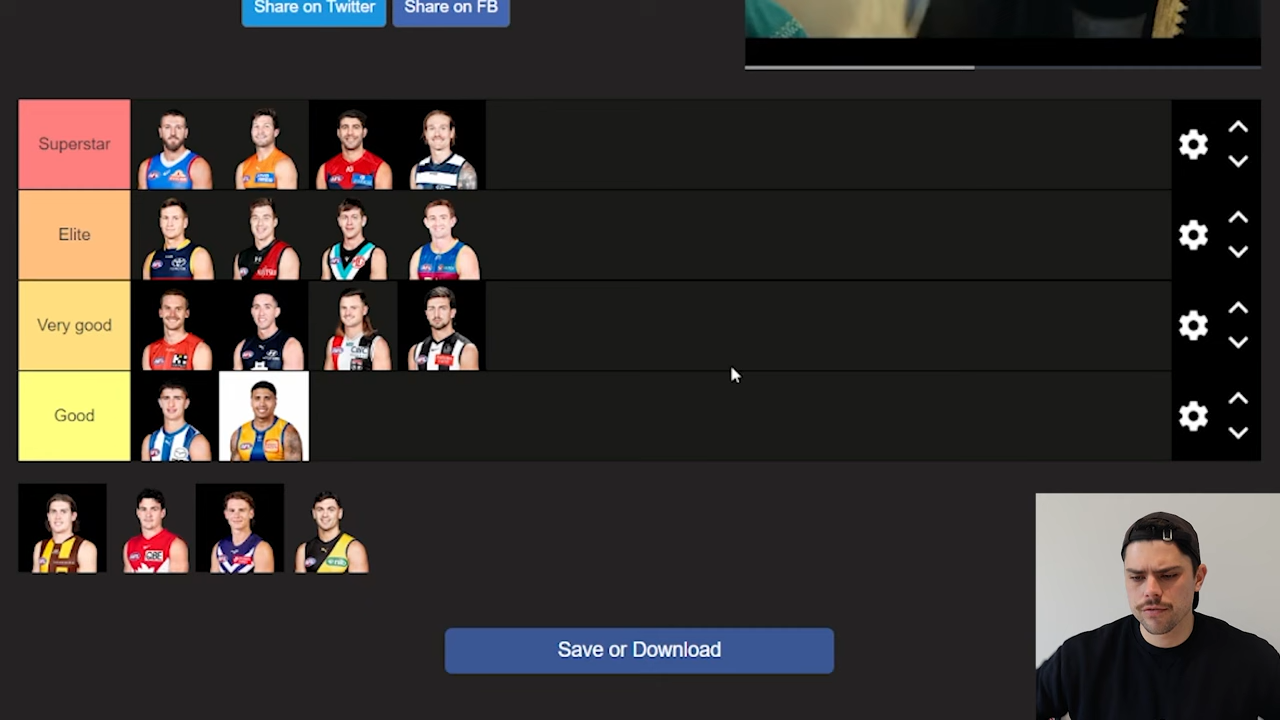 Share on Twitter
Share on FB
Superstar
Elite
Very good
Good
Save or Download